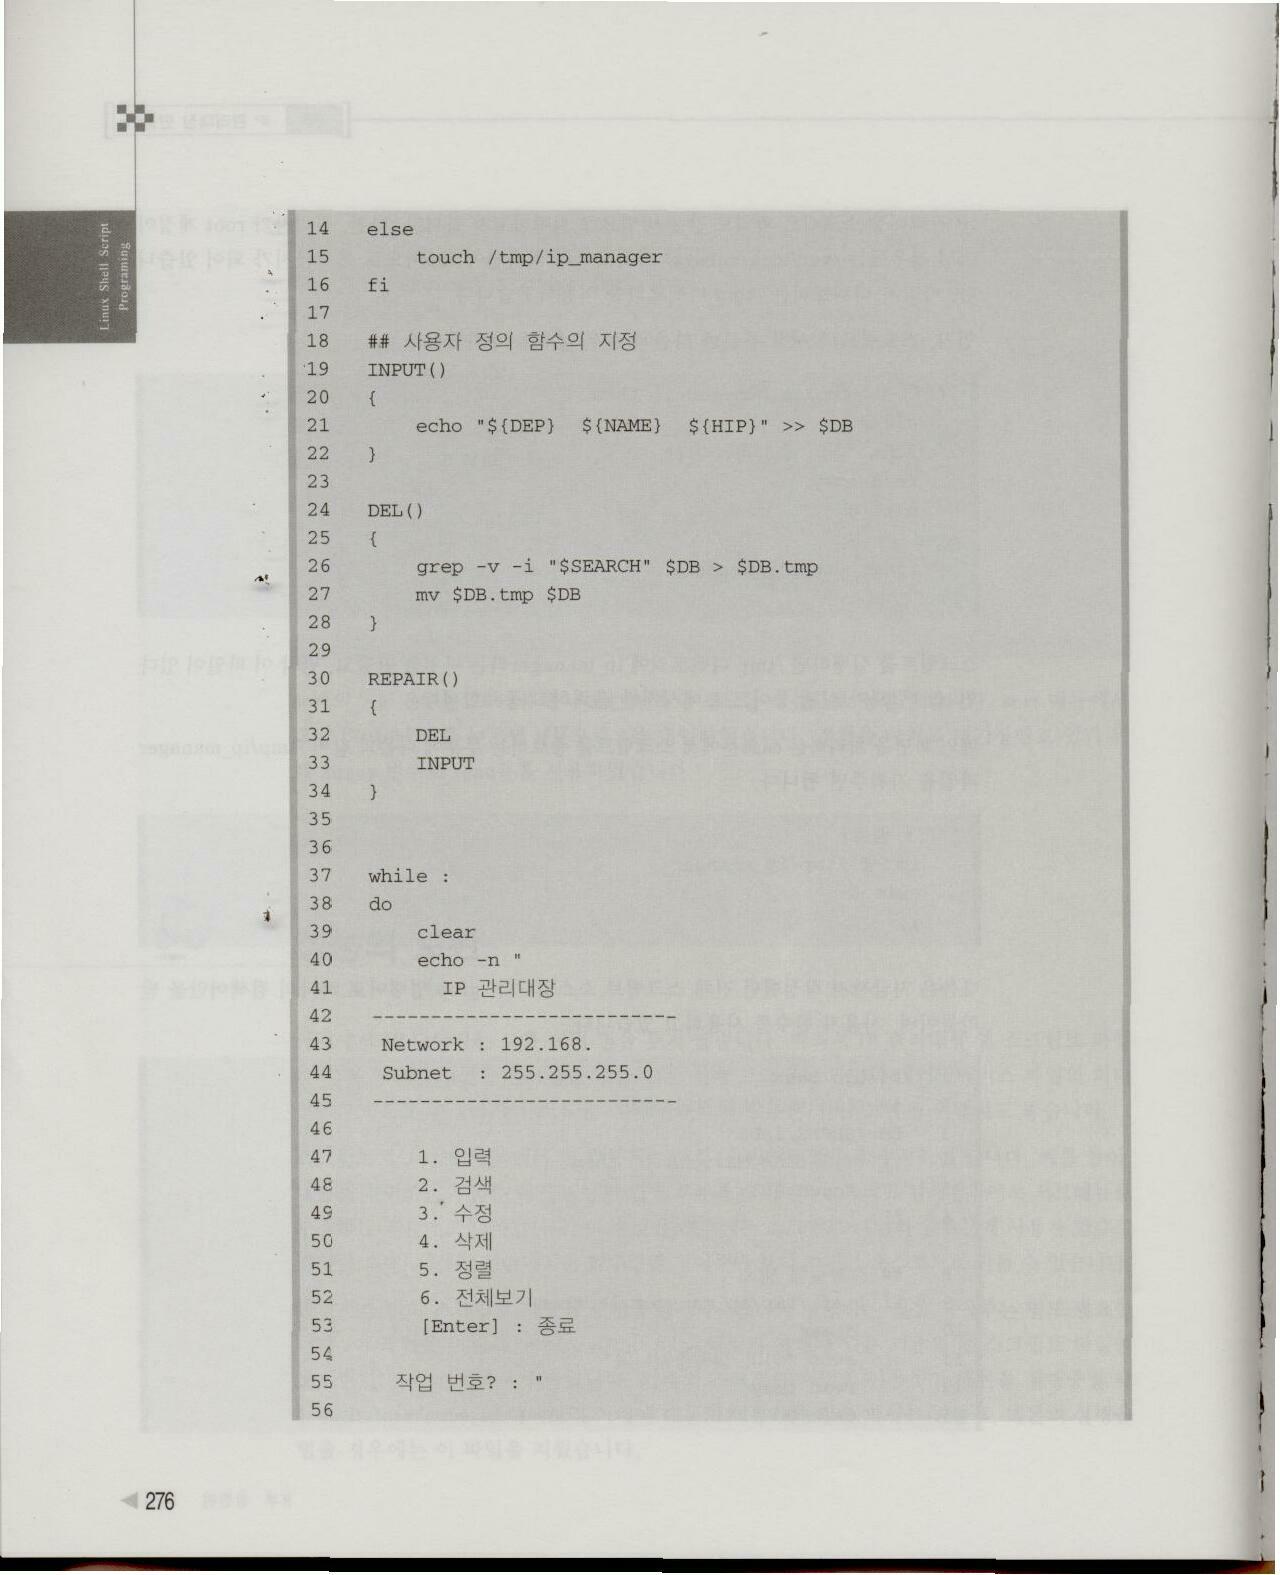 Linux Shell Script
Programing
14 else
15 touch /tmp/ip_manager
16 fi
17
18 ## 사용자 정의 함수의 지정
19 INPUT()
20 {
21 echo "${DEP} ${NAME} ${HIP}" >> $DB
22 }
23
24 DEL()
25 {
26 grep -v -i "$SEARCH" $DB > $DB.tmp
27 mv $DB.tmp $DB
28 }
29
30 REPAIR()
31 {
32 DEL
33 INPUT
34 }
35
36
37 while :
38 do
39 clear
40 echo -n "
41 IP 관리대장
42 --------------------------
43 Network : 192.168.
44 Subnet : 255.255.255.0
45 --------------------------
46
47 1. 입력
48 2. 검색
49 3. 수정
50 4. 삭제
51 5. 정렬
52 6. 전체보기
53 [Enter] : 종료
54
55 작업 번호? : "
56
276